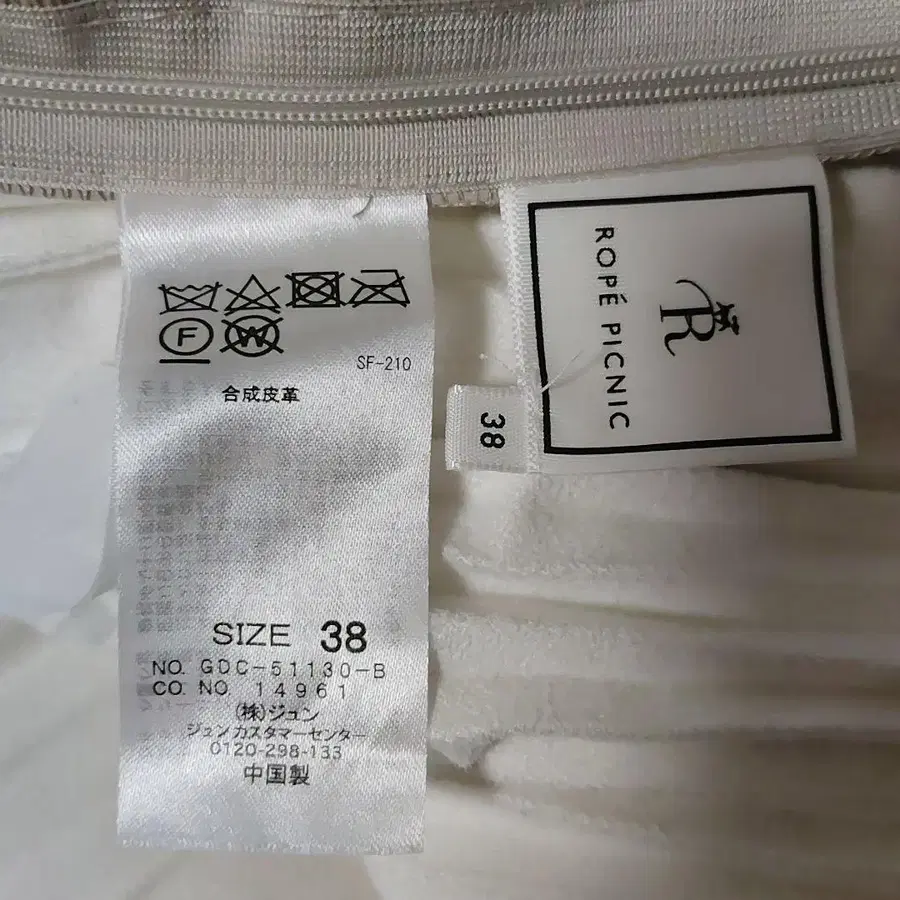 F W
SF-210
合成皮革
SIZE 38
NO. GDC-51130-B
CO. NO. 14961
(株)ジュン
ジュンカスタマーセンター
0120-298-133
中国製
R
ROPÉ PICNIC
38